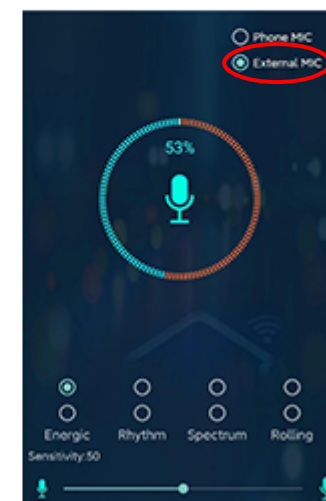 Phone MIC
External MIC
53%
Energic Rhythm Spectrum Rolling
Sensitivity:50